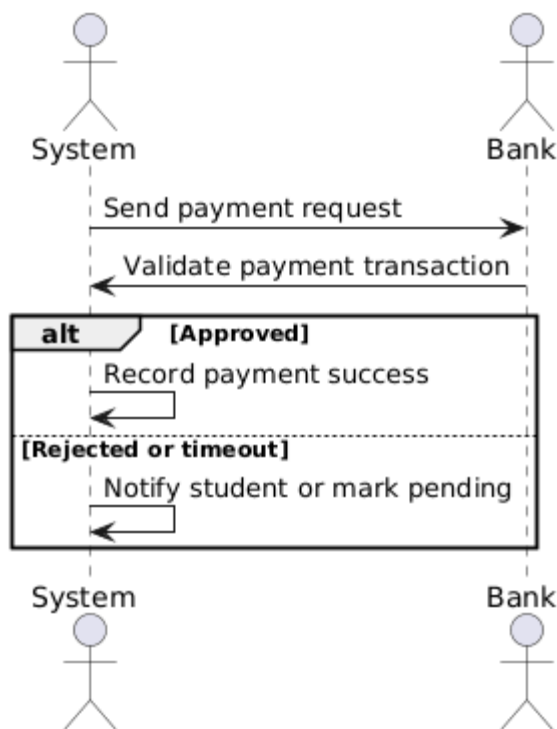 System Bank
Send payment request
Validate payment transaction
alt [Approved]
Record payment success
[Rejected or timeout]
Notify student or mark pending
System Bank